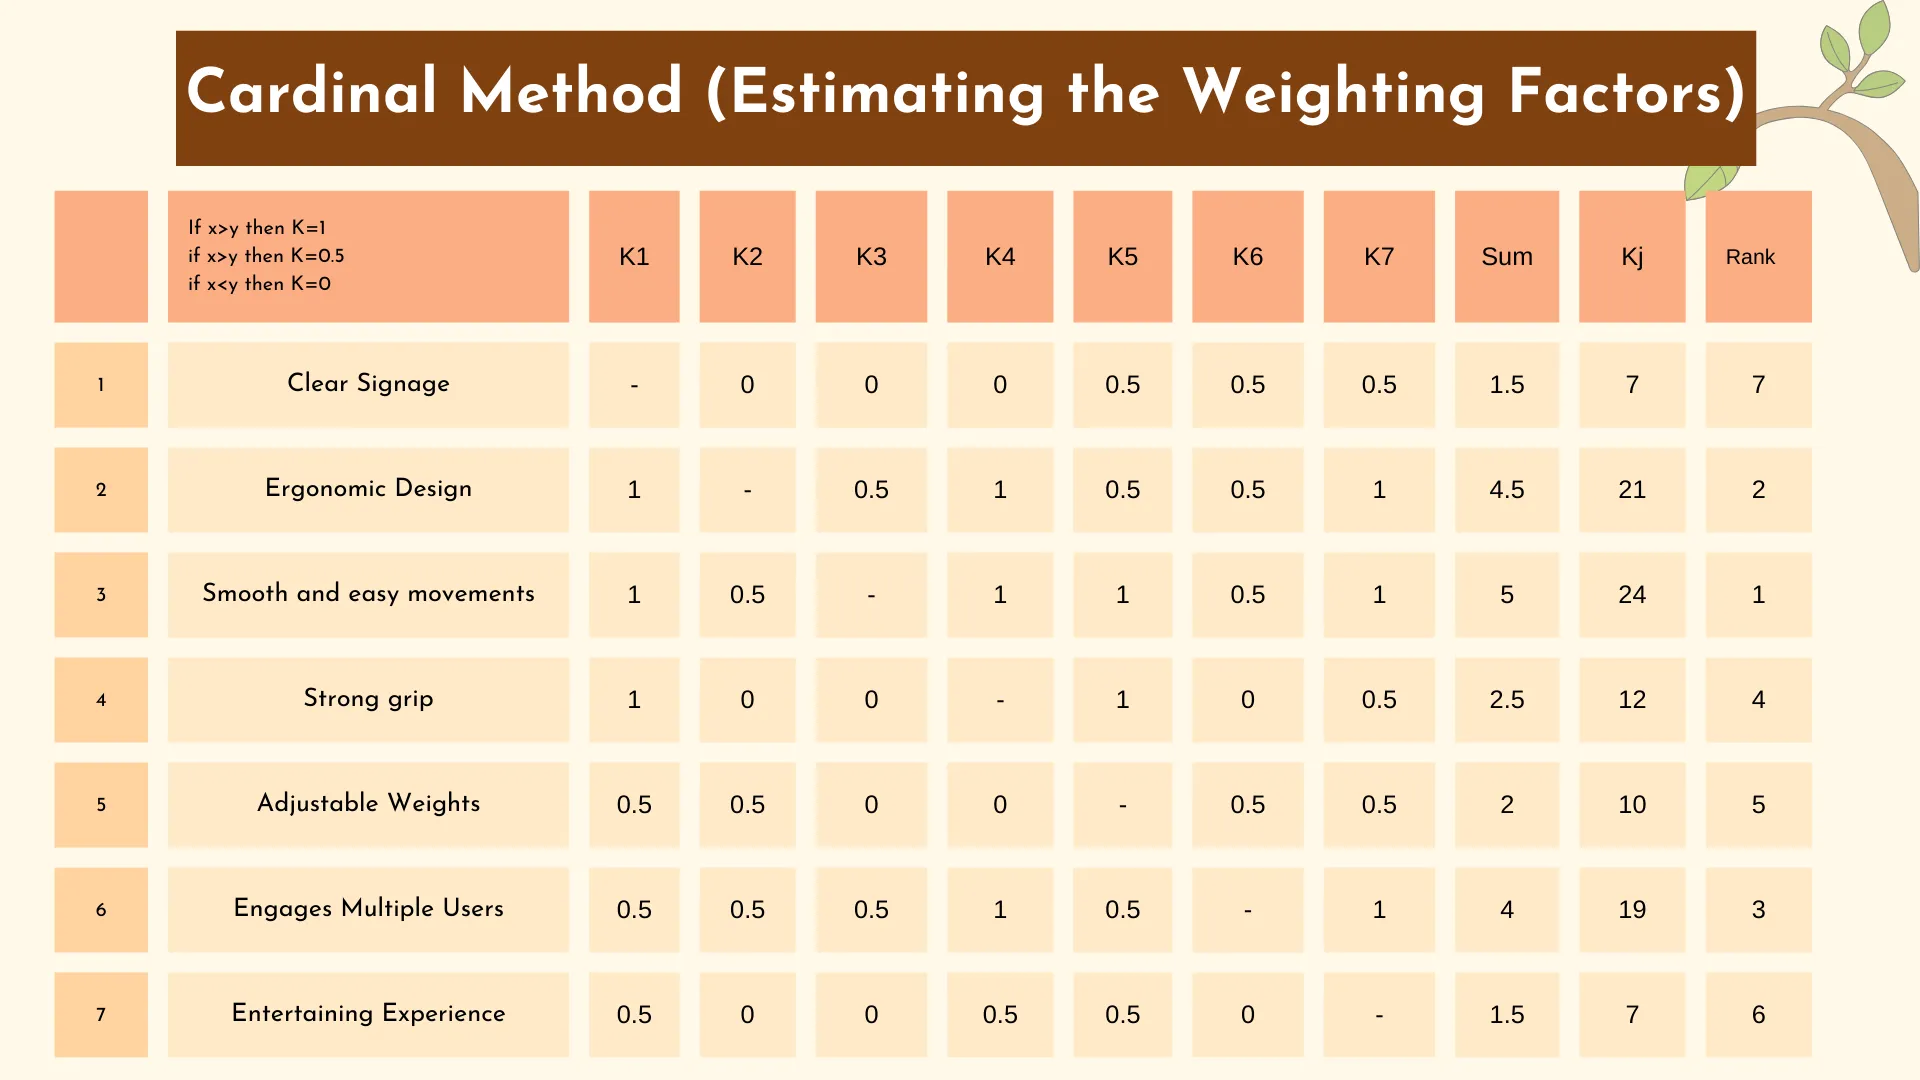 Cardinal Method (Estimating the Weighting Factors)
If x>y then K=1
if x>y then K=0.5
if x<y then K=0
K1 K2 K3 K4 K5 K6 K7 Sum Kj Rank
1 Clear Signage - 0 0 0 0.5 0.5 0.5 1.5 7 7
2 Ergonomic Design 1 - 0.5 1 0.5 0.5 1 4.5 21 2
3 Smooth and easy movements 1 0.5 - 1 1 0.5 1 5 24 1
4 Strong grip 1 0 0 - 1 0 0.5 2.5 12 4
5 Adjustable Weights 0.5 0.5 0 0 - 0.5 0.5 2 10 5
6 Engages Multiple Users 0.5 0.5 0.5 1 0.5 - 1 4 19 3
7 Entertaining Experience 0.5 0 0 0.5 0.5 0 - 1.5 7 6